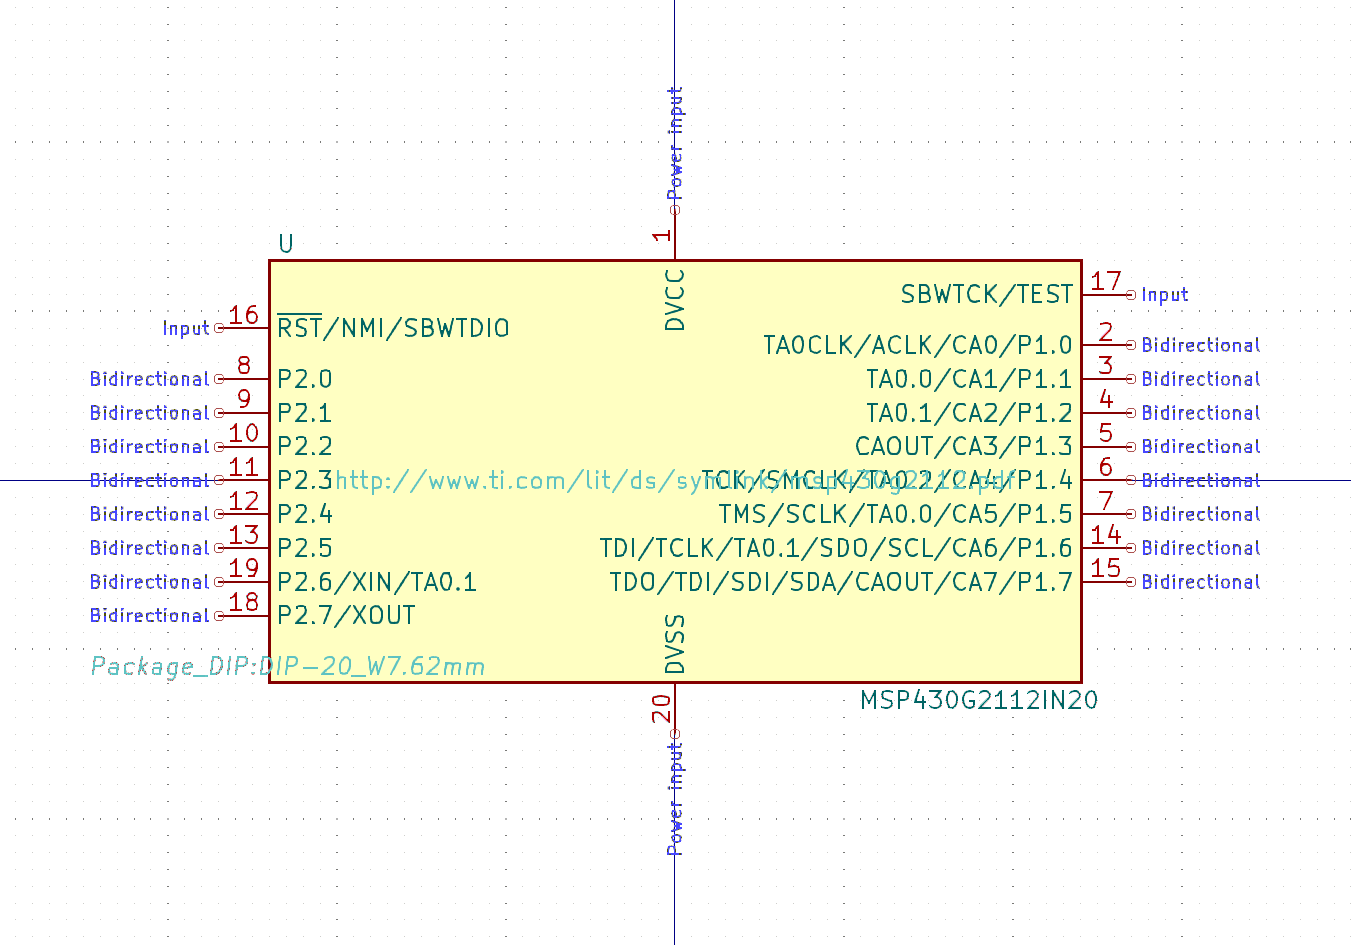 Power input
1
U
DVCC
SBWTCK/TEST 17 Input
Input 16 RST/NMI/SBWTDIO
TA0CLK/ACLK/CA0/P1.0 2 Bidirectional
Bidirectional 8 P2.0 TA0.0/CA1/P1.1 3 Bidirectional
Bidirectional 9 P2.1 TA0.1/CA2/P1.2 4 Bidirectional
Bidirectional 10 P2.2 CAOUT/CA3/P1.3 5 Bidirectional
Bidirectional 11 P2.3 http://www.ti.com/lit/ds/symlink/msp430g2112.pdf TCK/SMCLK/TA0.2/CA4/P1.4 6 Bidirectional
Bidirectional 12 P2.4 TMS/SCLK/TA0.0/CA5/P1.5 7 Bidirectional
Bidirectional 13 P2.5 TDI/TCLK/TA0.1/SDO/SCL/CA6/P1.6 14 Bidirectional
Bidirectional 19 P2.6/XIN/TA0.1 TDO/TDI/SDI/SDA/CAOUT/CA7/P1.7 15 Bidirectional
Bidirectional 18 P2.7/XOUT
DVSS
Package_DIP:DIP-20_W7.62mm
MSP430G2112IN20
20
Power input